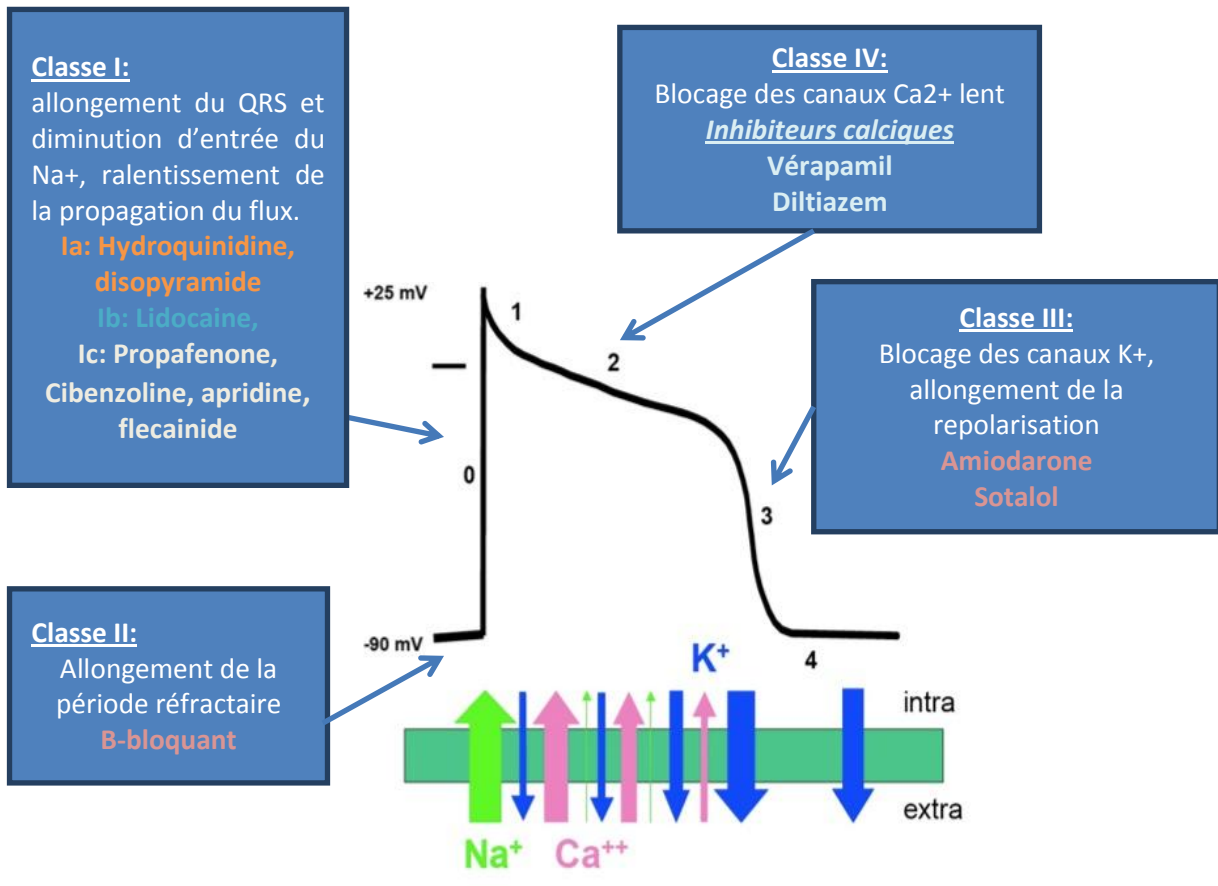 Classe I:
allongement du QRS et
diminution d'entrée du
Na+, ralentissement de
la propagation du flux.
Ia: Hydroquinidine,
disopyramide
Ib: Lidocaine,
Ic: Propafenone,
Cibenzoline, apridine,
flecainide
Classe IV:
Blocage des canaux Ca2+ lent
Inhibiteurs calciques
Vérapamil
Diltiazem
Classe III:
Blocage des canaux K+,
allongement de la
repolarisation
Amiodarone
Sotalol
Classe II:
Allongement de la
période réfractaire
B-bloquant
+25 mV
1
2
0
3
-90 mV
4
K⁺
intra
extra
Na⁺
Ca⁺⁺